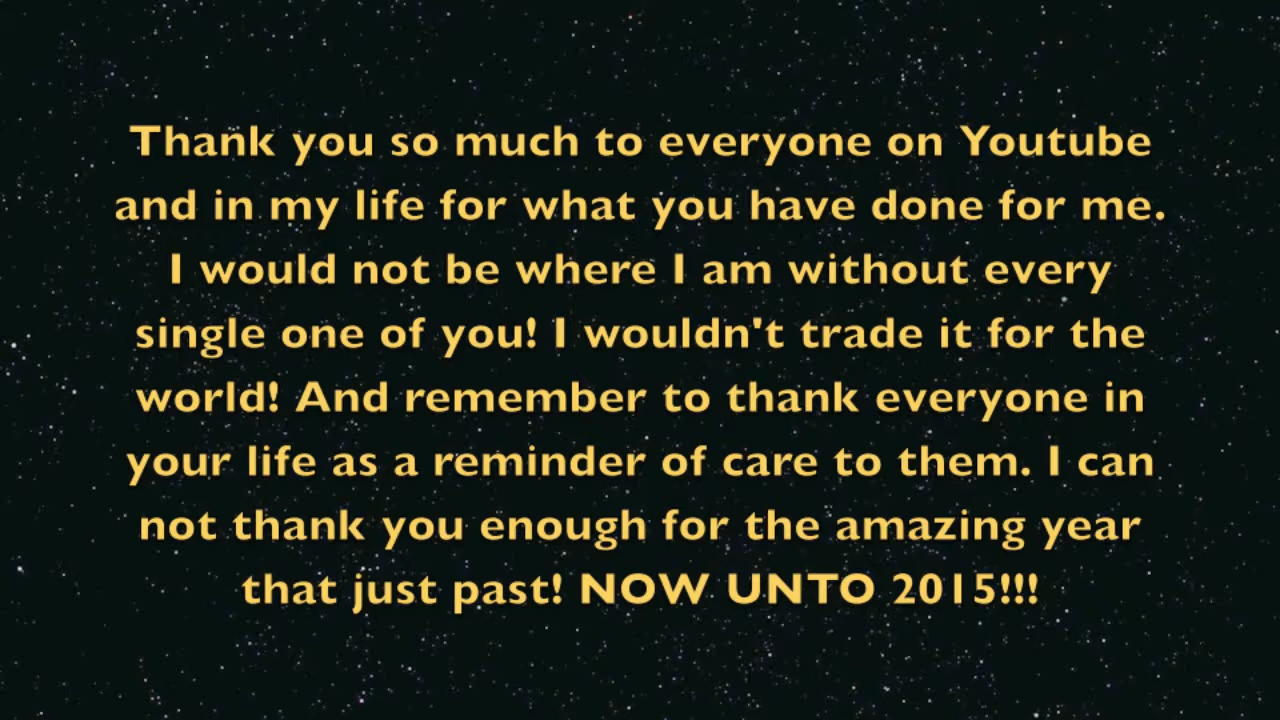 Thank you so much to everyone on Youtube
and in my life for what you have done for me.
I would not be where I am without every
single one of you! I wouldn't trade it for the
world! And remember to thank everyone in
your life as a reminder of care to them. I can
not thank you enough for the amazing year
that just past! NOW UNTO 2015!!!